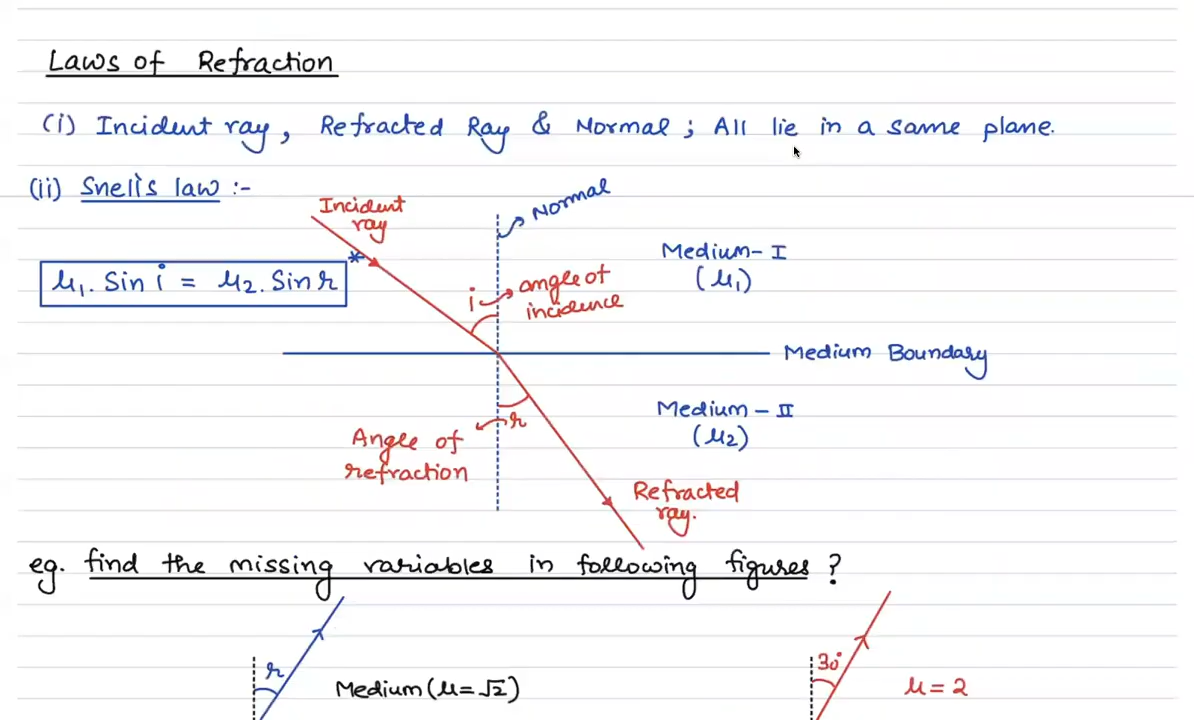 Laws of Refraction
(i) Incident ray, Refracted Ray & Normal ; All lie in a same plane.
(ii) Snell's law :-
Incident
ray
Normal
μ₁. Sin i = μ₂. Sin r
*
i
angle of
incidence
Medium - I
(μ₁)
Medium Boundary
Medium - II
(μ₂)
r
Angle of
refraction
Refracted
ray.
eg. find the missing variables in following figures ?
r
Medium (μ = √2)
30°
μ = 2